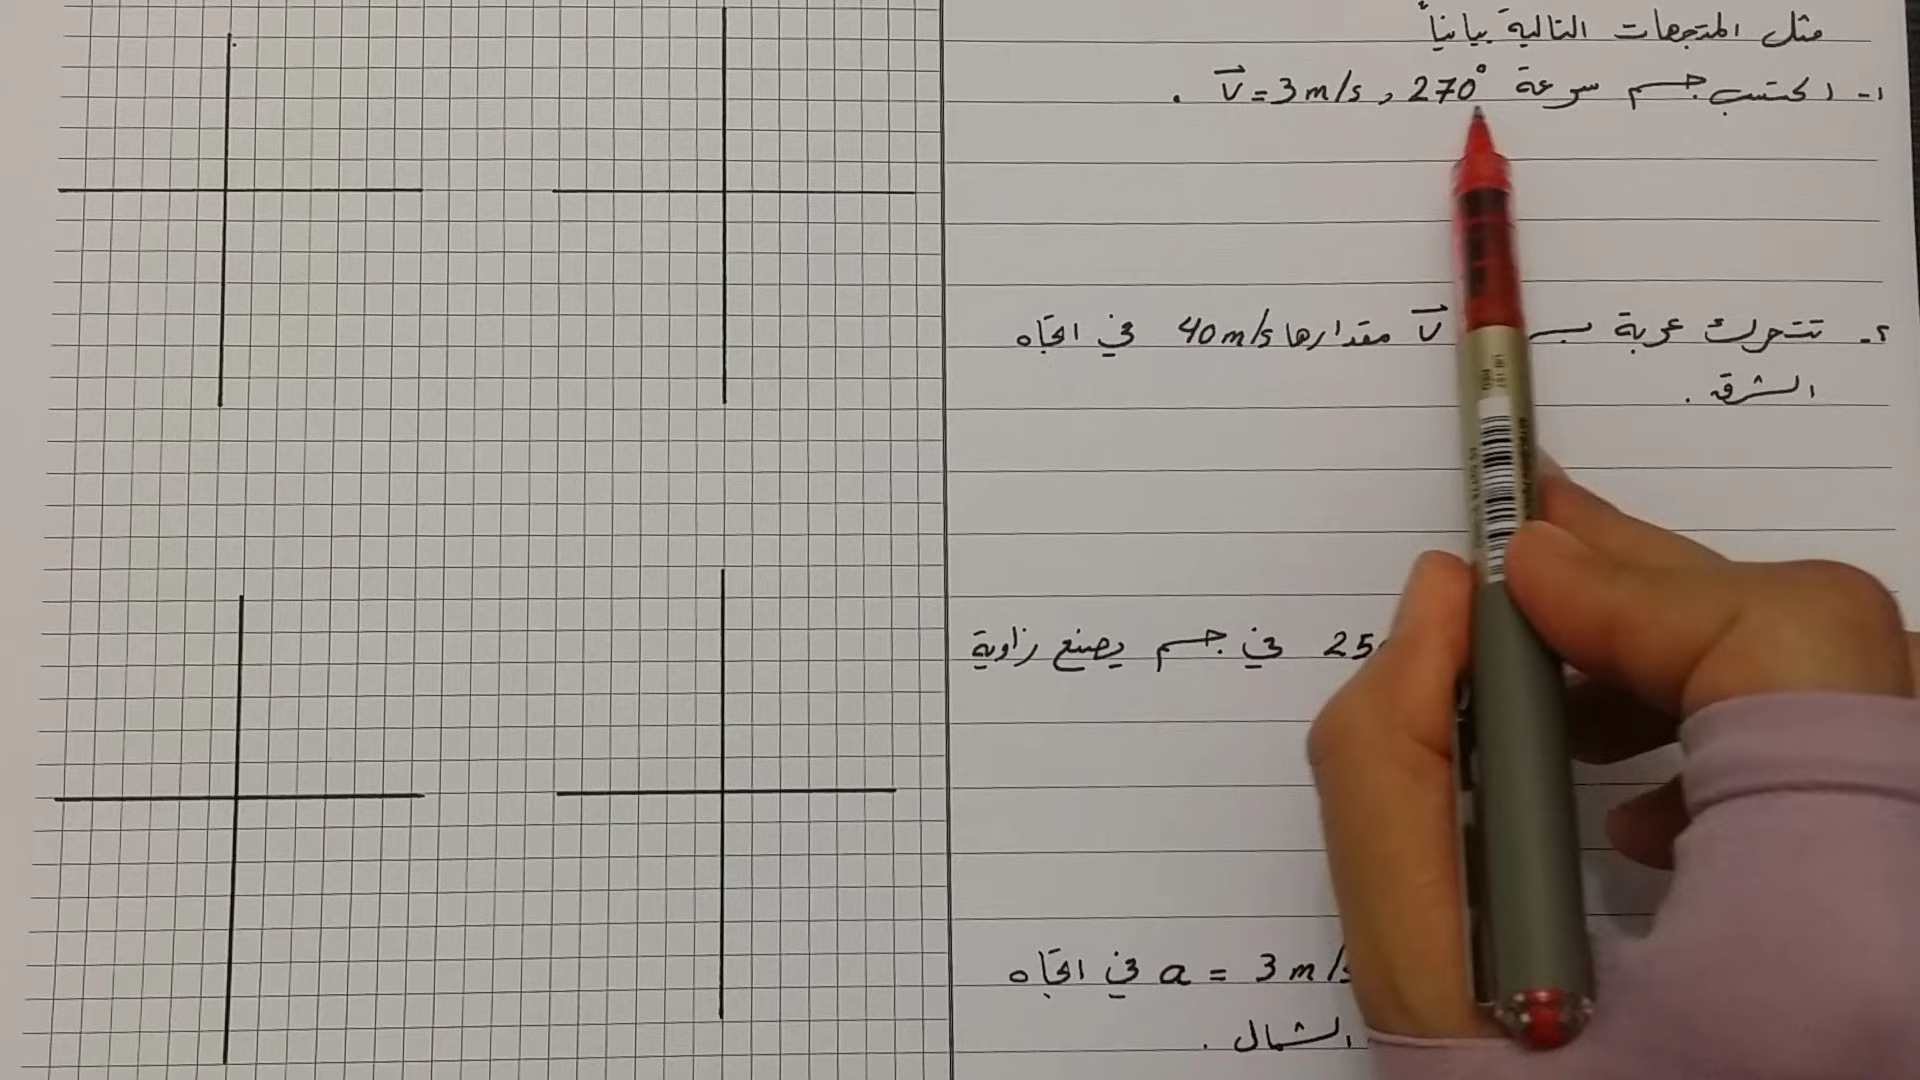 مثل المتجهات التالية بيانياً
١- اكتسب جسم سرعة v⃗ = 3 m/s , 270° .
٢- تتحرك عربة بسـ v⃗ مقدارها 40 m/s في اتجاه
الشرق .
25 في جسم يصنع زاوية
a = 3 m/s في اتجاه
الشمال .